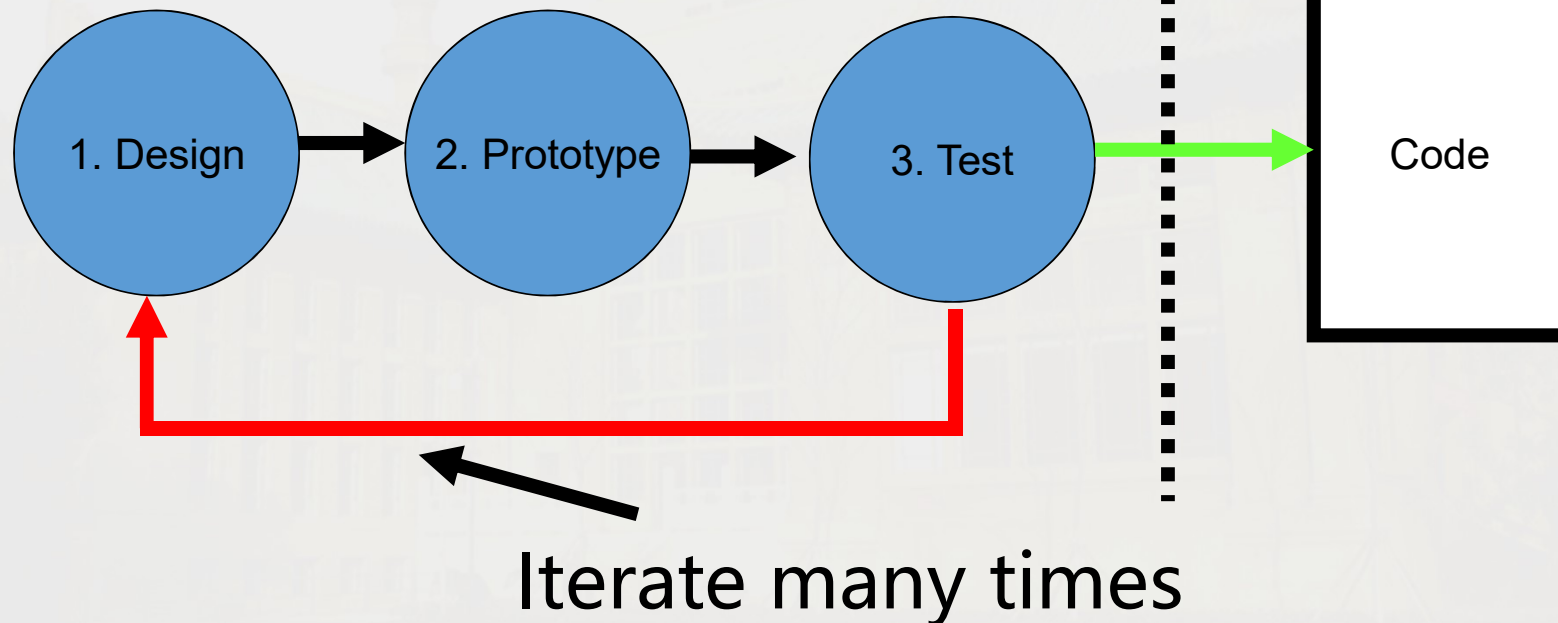 1. Design
2. Prototype
3. Test
Code
Iterate many times